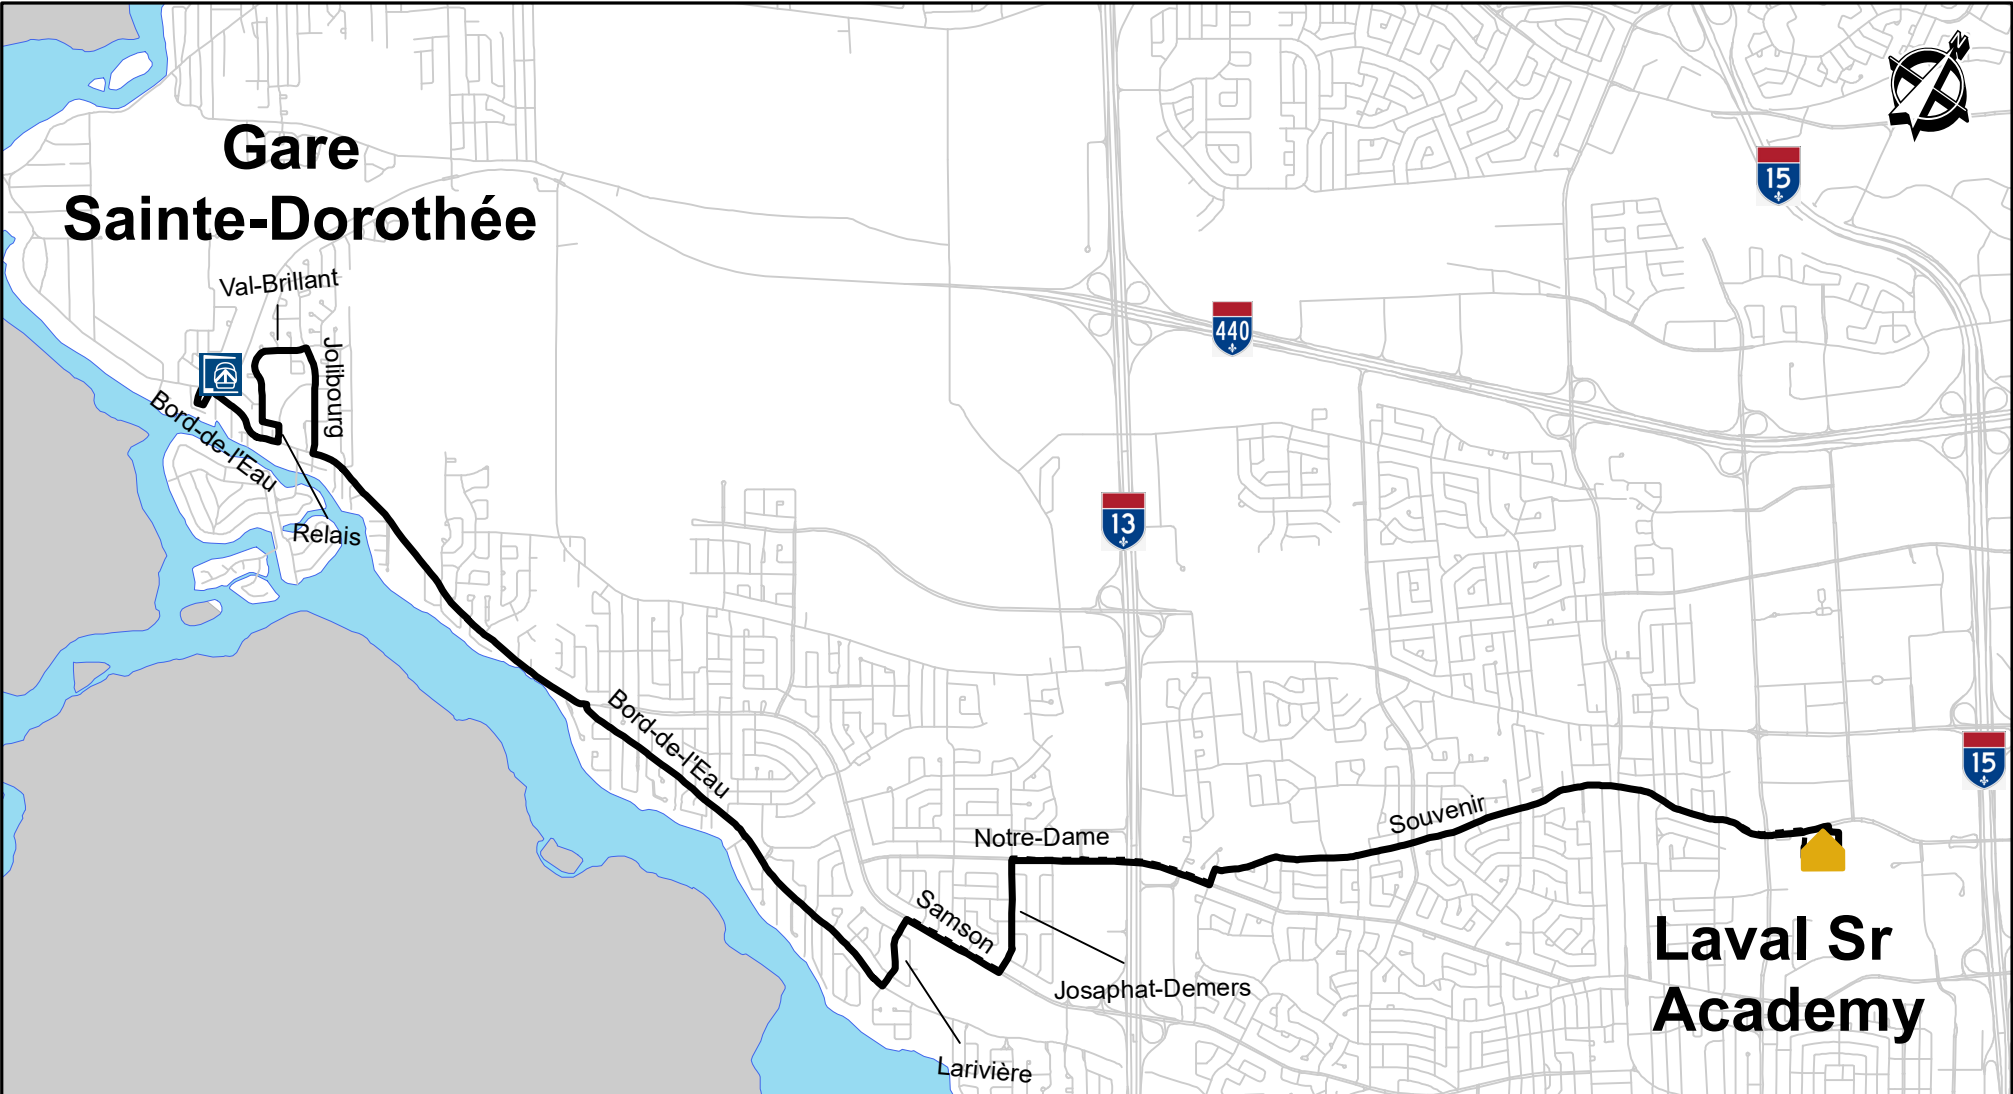 N
Gare
Sainte-Dorothée
15
Val-Brillant
440
Jolibourg
Bord-de-l'Eau
13
Relais
Bord-de-l'Eau
15
Souvenir
Notre-Dame
Samson
Laval Sr
Academy
Josaphat-Demers
Larivière